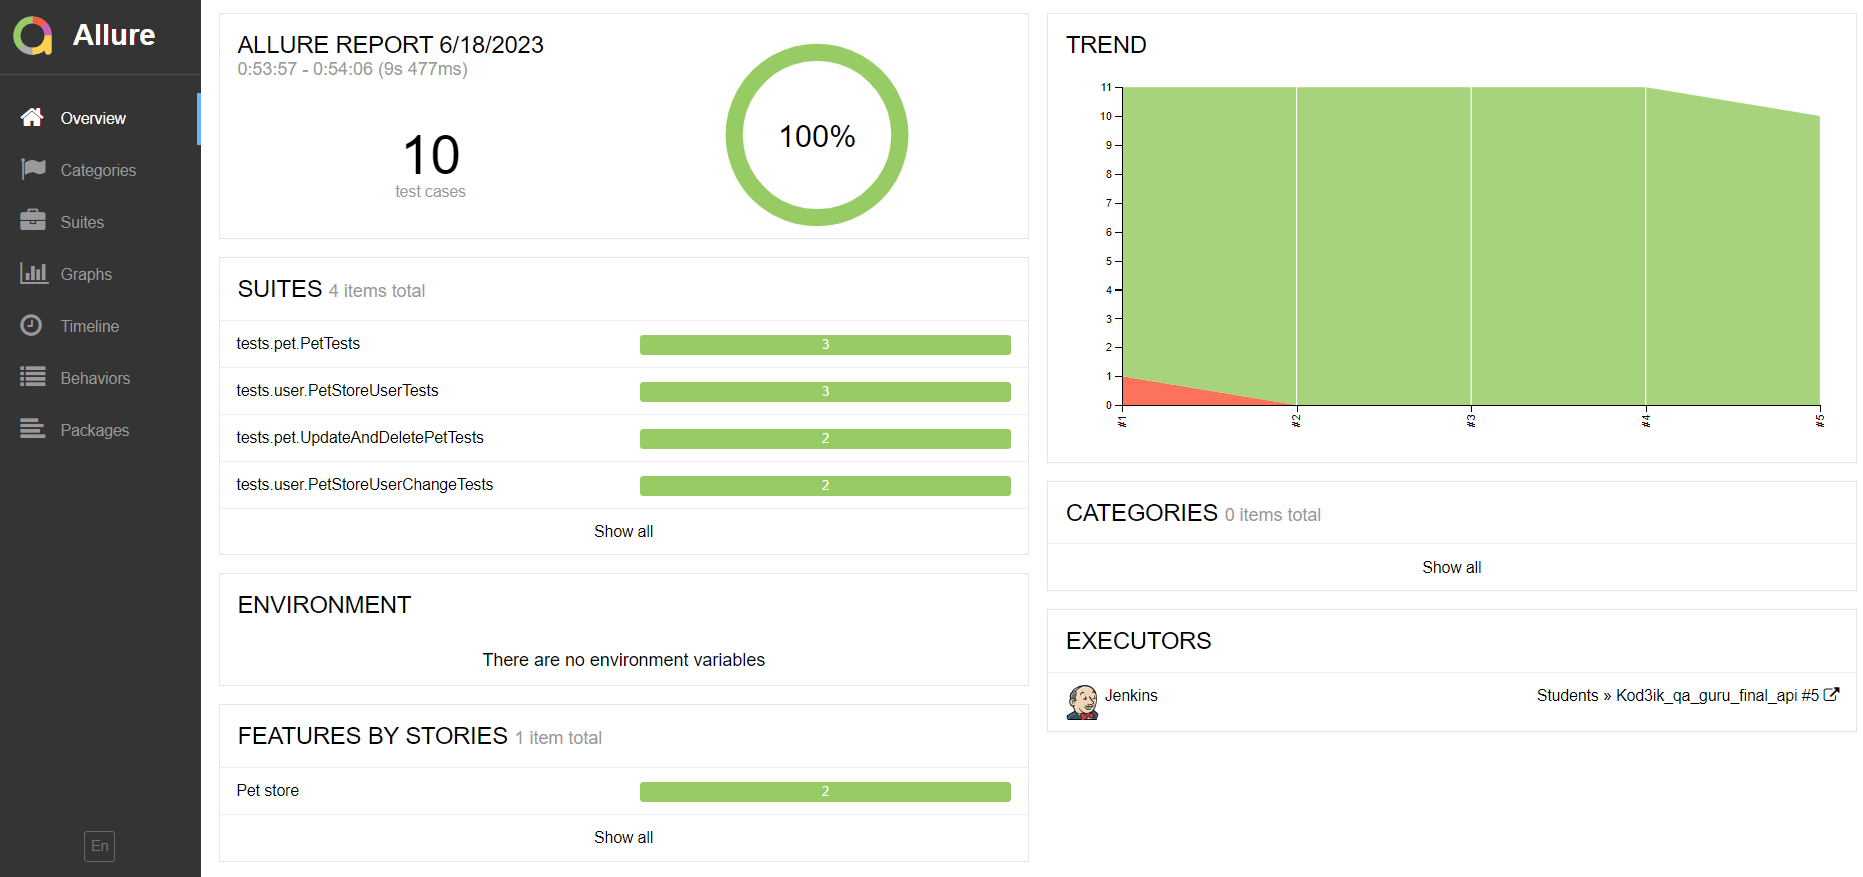 Allure
Overview
Categories
Suites
Graphs
Timeline
Behaviors
Packages
En
ALLURE REPORT 6/18/2023
0:53:57 - 0:54:06 (9s 477ms)
10
test cases
100%
SUITES 4 items total
tests.pet.PetTests 3
tests.user.PetStoreUserTests 3
tests.pet.UpdateAndDeletePetTests 2
tests.user.PetStoreUserChangeTests 2
Show all
ENVIRONMENT
There are no environment variables
FEATURES BY STORIES 1 item total
Pet store 2
Show all
TREND
11
10
9
8
7
6
5
4
3
2
1
0
#1 #2 #3 #4 #5
CATEGORIES 0 items total
Show all
EXECUTORS
Jenkins Students » Kod3ik_qa_guru_final_api #5